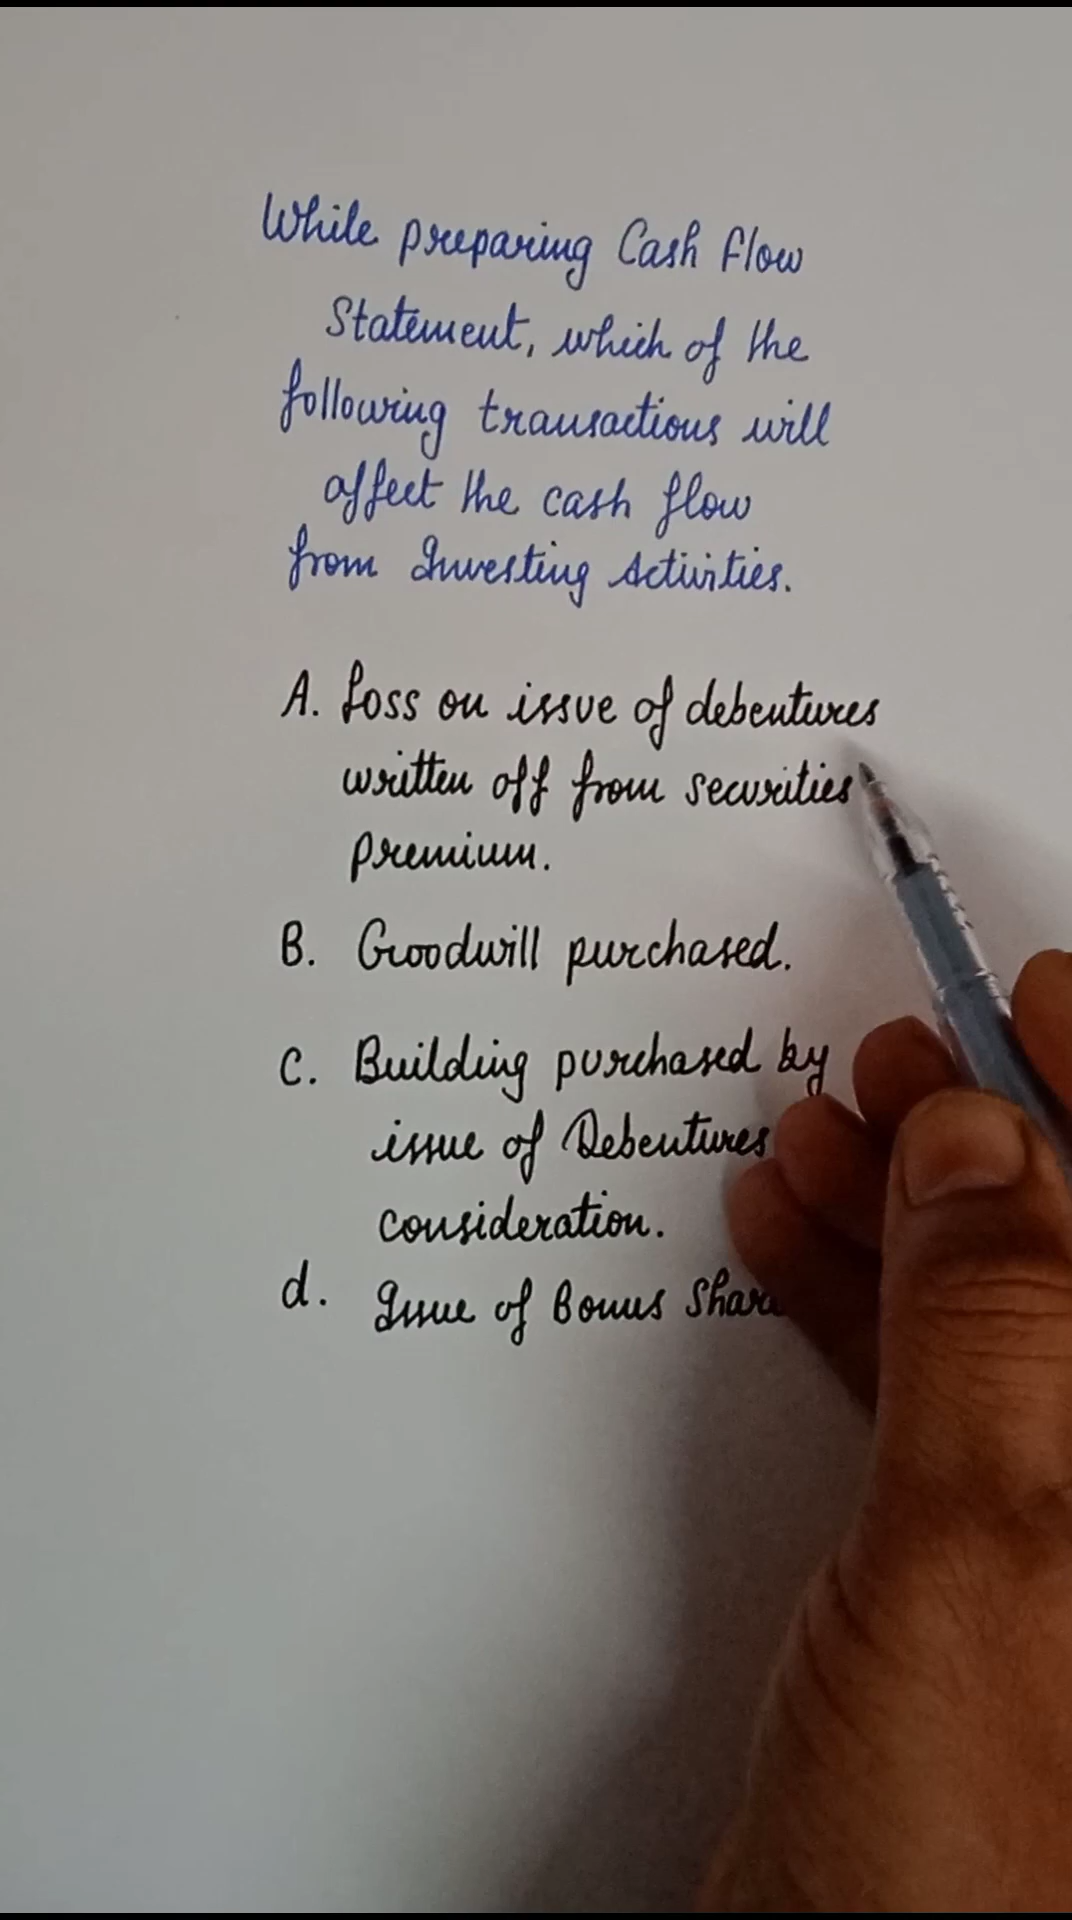 While preparing Cash Flow
Statement, which of the
following transactions will
affect the cash flow
from Investing Activities.
A. Loss on issue of debentures
written off from securities
premium.
B. Goodwill purchased.
C. Building purchased by
issue of Debentures
consideration.
d. Issue of Bonus